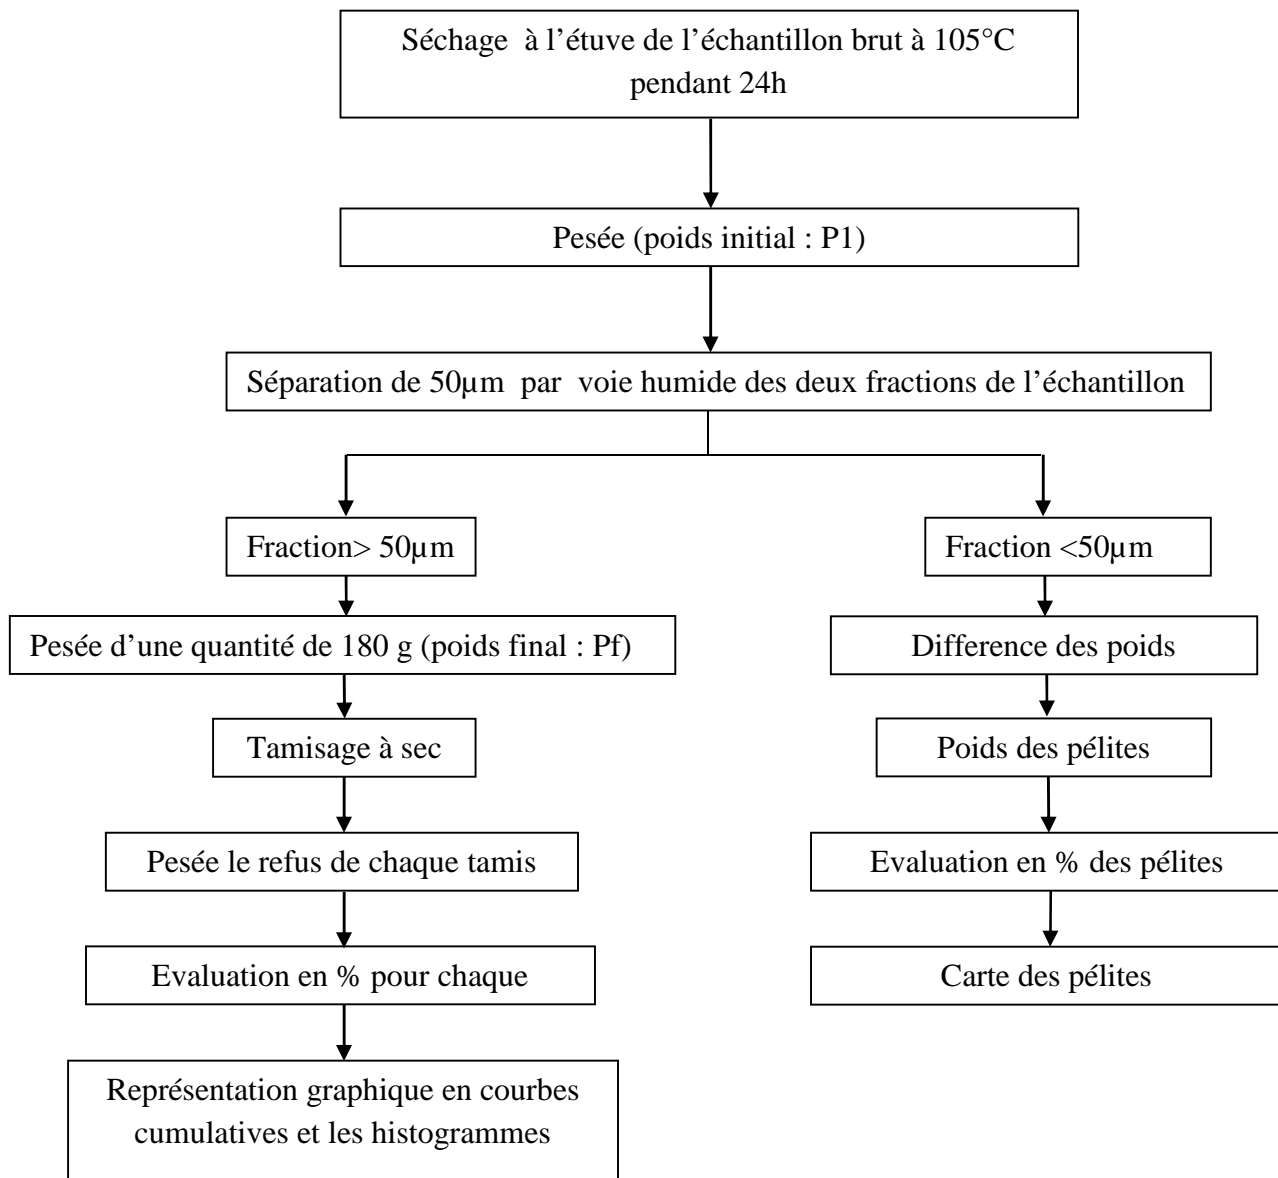 Séchage à l’étuve de l’échantillon brut à 105°C
pendant 24h
Pesée (poids initial : P1)
Séparation de 50µm par voie humide des deux fractions de l’échantillon
Fraction> 50µm
Fraction <50µm
Pesée d’une quantité de 180 g (poids final : Pf)
Difference des poids
Tamisage à sec
Poids des pélites
Pesée le refus de chaque tamis
Evaluation en % des pélites
Evaluation en % pour chaque
Carte des pélites
Représentation graphique en courbes
cumulatives et les histogrammes